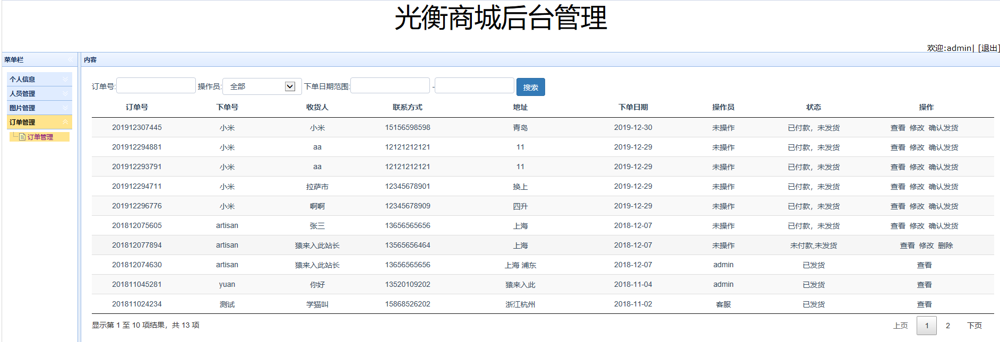 光衡商城后台管理
欢迎:admin| [退出]
菜单栏
内容
个人信息
人员管理
图片管理
订单管理
订单管理
订单号: 操作员: 全部 下单日期范围: - 搜索
订单号 下单号 收货人 联系方式 地址 下单日期 操作员 状态 操作
201912307445 小米 小米 15156598598 青岛 2019-12-30 未操作 已付款，未发货 查看 修改 确认发货
201912294881 小米 aa 12121212121 11 2019-12-29 未操作 已付款，未发货 查看 修改 确认发货
201912293791 小米 aa 12121212121 11 2019-12-29 未操作 已付款，未发货 查看 修改 确认发货
201912294711 小米 拉萨市 12345678901 换上 2019-12-29 未操作 已付款，未发货 查看 修改 确认发货
201912296776 小米 啊啊 12345678909 四升 2019-12-29 未操作 已付款，未发货 查看 修改 确认发货
201812075605 artisan 张三 13656565656 上海 2018-12-07 未操作 已付款，未发货 查看 修改 确认发货
201812077894 artisan 猿来入此站长 13565656464 上海 2018-12-07 未操作 未付款,未发货 查看 修改 删除
201812074630 artisan 猿来入此站长 13656565656 上海 浦东 2018-12-07 admin 已发货 查看
201811045281 yuan 你好 13520109202 猿来入此 2018-11-04 admin 已发货 查看
201811024234 测试 学猫叫 15868526202 浙江杭州 2018-11-02 客服 已发货 查看
显示第 1 至 10 项结果，共 13 项
上页 1 2 下页